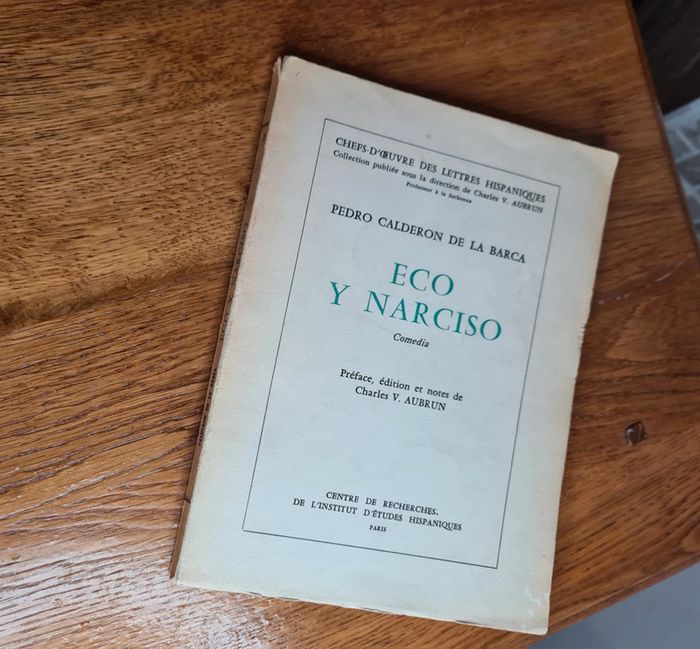 CHEFS-D'ŒUVRE DES LETTRES HISPANIQUES
Collection publiée sous la direction de Charles V. AUBRUN
Professeur à la Sorbonne
PEDRO CALDERON DE LA BARCA
ECO
Y NARCISO
Comedia
Préface, édition et notes de
Charles V. AUBRUN
CENTRE DE RECHERCHES.
DE L'INSTITUT D'ÉTUDES HISPANIQUES
PARIS